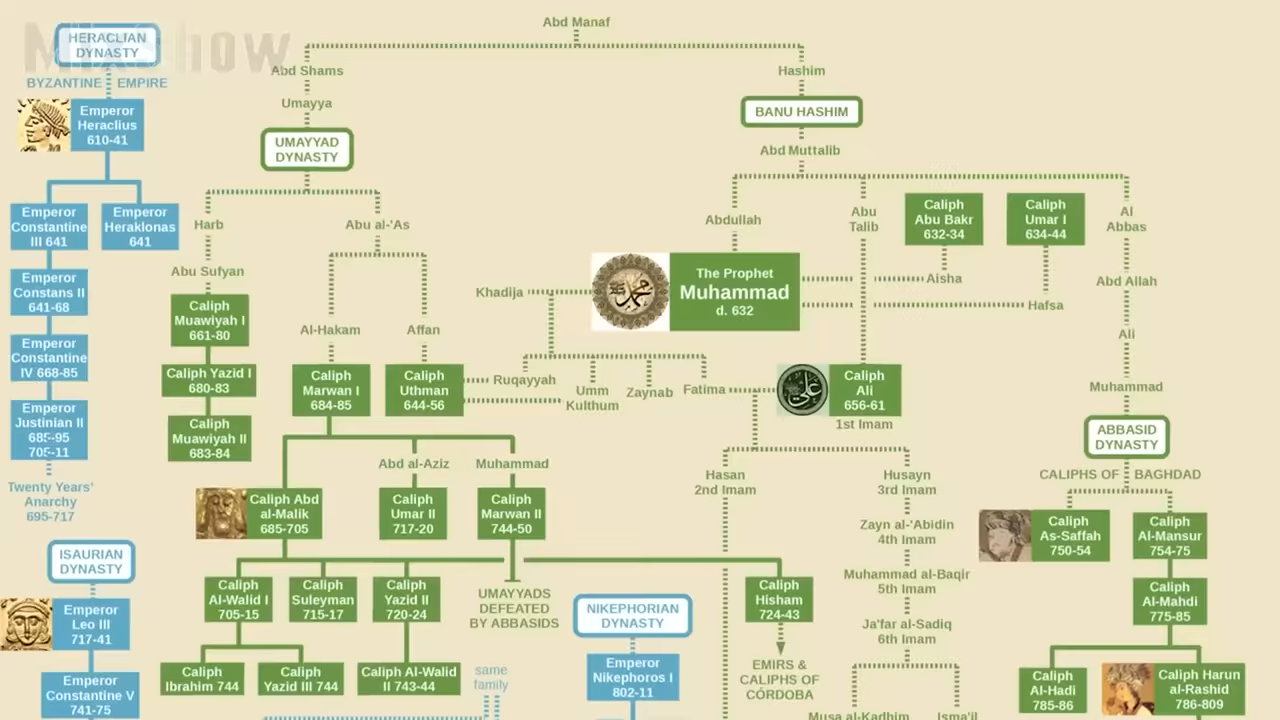 Mixshow
HERACLIAN
DYNASTY
BYZANTINE EMPIRE
Emperor
Heraclius
610-41
Emperor
Constantine
III 641
Emperor
Heraklonas
641
Emperor
Constans II
641-68
Emperor
Constantine
IV 668-85
Emperor
Justinian II
685-95
705-11
Twenty Years'
Anarchy
695-717
ISAURIAN
DYNASTY
Emperor
Leo III
717-41
Emperor
Constantine V
741-75
Abd Manaf
Abd Shams
Hashim
Umayya
UMAYYAD
DYNASTY
BANU HASHIM
Abd Muttalib
Harb
Abu al-'As
Abu Sufyan
Caliph
Muawiyah I
661-80
Caliph Yazid I
680-83
Caliph
Muawiyah II
683-84
Al-Hakam
Affan
Caliph
Marwan I
684-85
Caliph
Uthman
644-56
Abdullah
Abu
Talib
Caliph
Abu Bakr
632-34
Caliph
Umar I
634-44
Al
Abbas
Khadija
محمد
The Prophet
Muhammad
d. 632
Aisha
Hafsa
Abd Allah
Ali
Muhammad
Ruqayyah
Umm
Kulthum
Zaynab
Fatima
علي
Caliph
Ali
656-61
1st Imam
ABBASID
DYNASTY
CALIPHS OF BAGHDAD
Abd al-Aziz
Muhammad
Caliph Abd
al-Malik
685-705
Caliph
Umar II
717-20
Caliph
Marwan II
744-50
Hasan
2nd Imam
Husayn
3rd Imam
Zayn al-'Abidin
4th Imam
Muhammad al-Baqir
5th Imam
Ja'far al-Sadiq
6th Imam
Musa al-Kadhim
Isma'il
Caliph
As-Saffah
750-54
Caliph
Al-Mansur
754-75
Caliph
Al-Mahdi
775-85
Caliph
Al-Hadi
785-86
Caliph Harun
al-Rashid
786-809
Caliph
Al-Walid I
705-15
Caliph
Suleyman
715-17
Caliph
Yazid II
720-24
UMAYYADS
DEFEATED
BY ABBASIDS
NIKEPHORIAN
DYNASTY
Emperor
Nikephoros I
802-11
Caliph
Hisham
724-43
EMIRS &
CALIPHS OF
CÓRDOBA
Caliph
Ibrahim 744
Caliph
Yazid III 744
Caliph Al-Walid
II 743-44
same
family